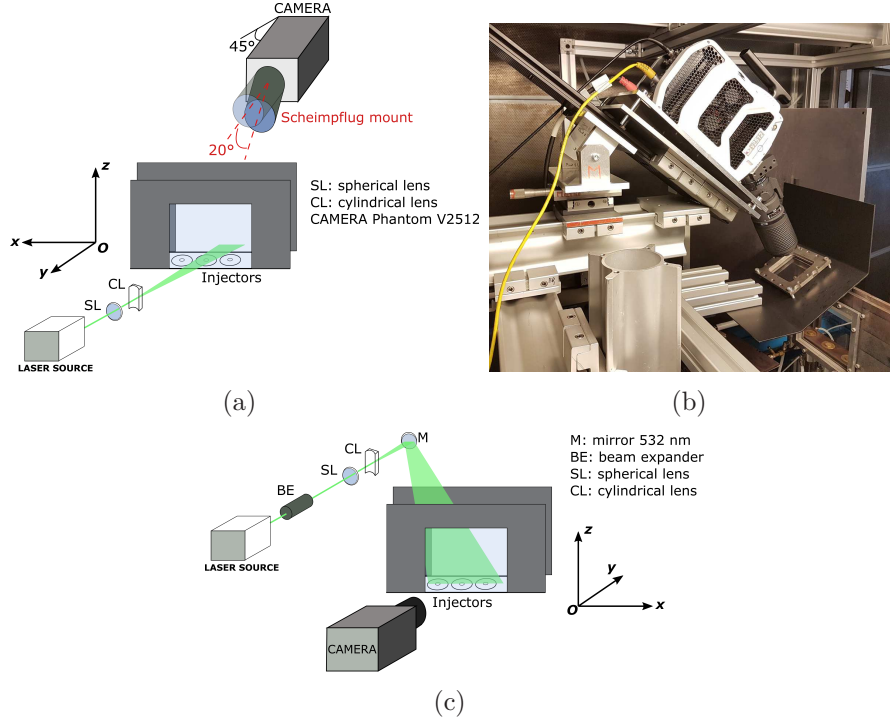 CAMERA
45°
Scheimpflug mount
20°
z
x
O
y
SL: spherical lens
CL: cylindrical lens
CAMERA Phantom V2512
Injectors
CL
SL
LASER SOURCE
M
(a)
(b)
M
CL
SL
BE
LASER SOURCE
M: mirror 532 nm
BE: beam expander
SL: spherical lens
CL: cylindrical lens
z
y
O
x
Injectors
CAMERA
(c)